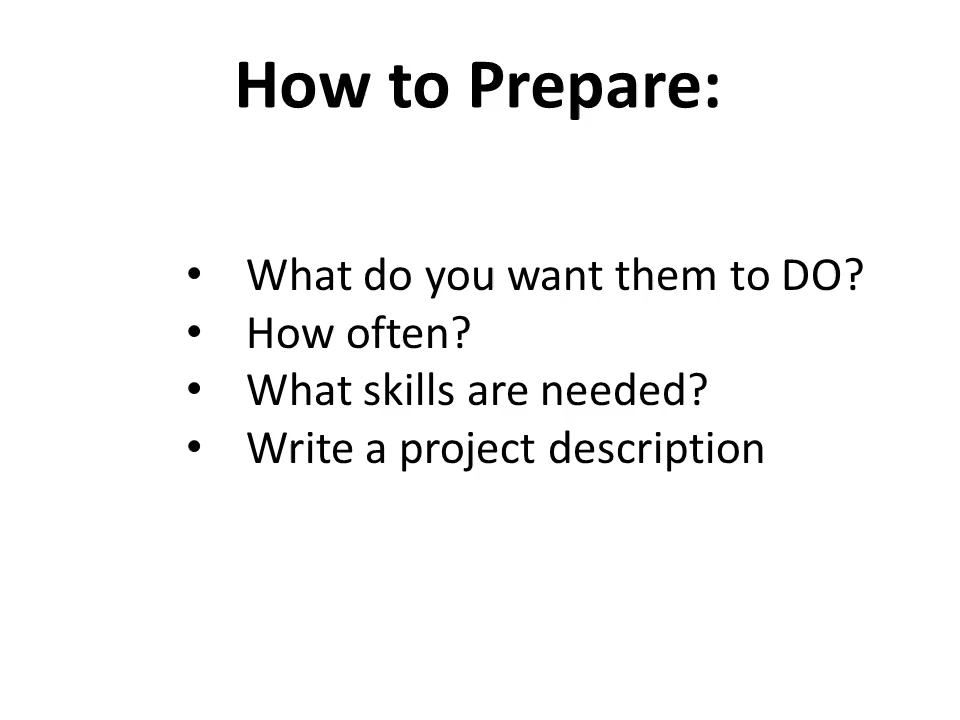 How to Prepare:
• What do you want them to DO?
• How often?
• What skills are needed?
• Write a project description